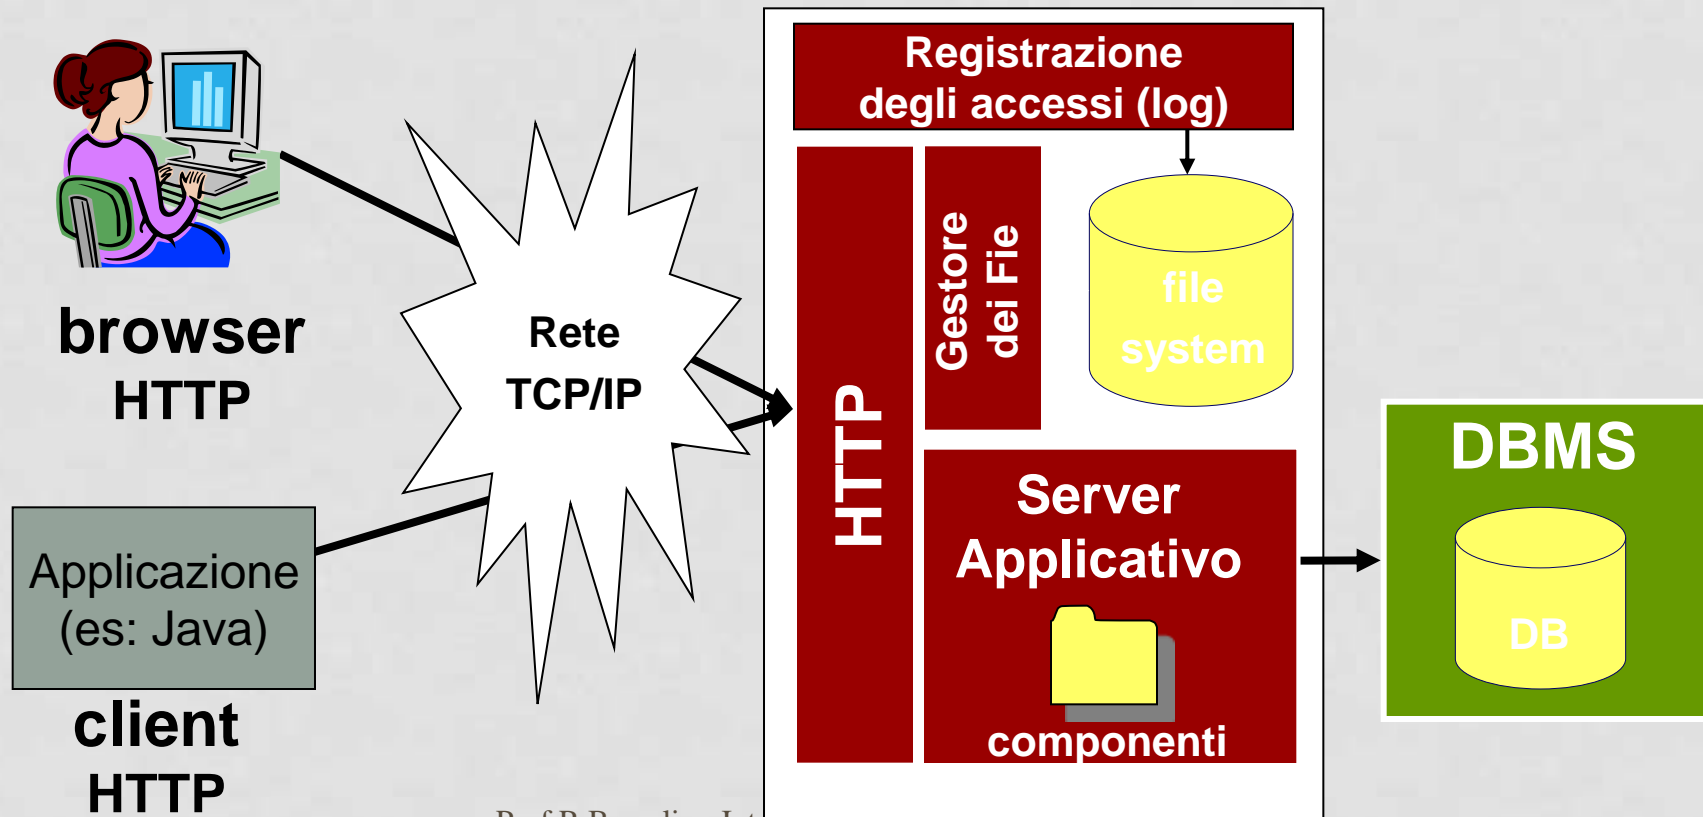 Registrazione
degli accessi (log)
browser
HTTP
Rete
TCP/IP
HTTP
Gestore
dei Fie
file
system
Server
Applicativo
componenti
DBMS
DB
Applicazione
(es: Java)
client
HTTP